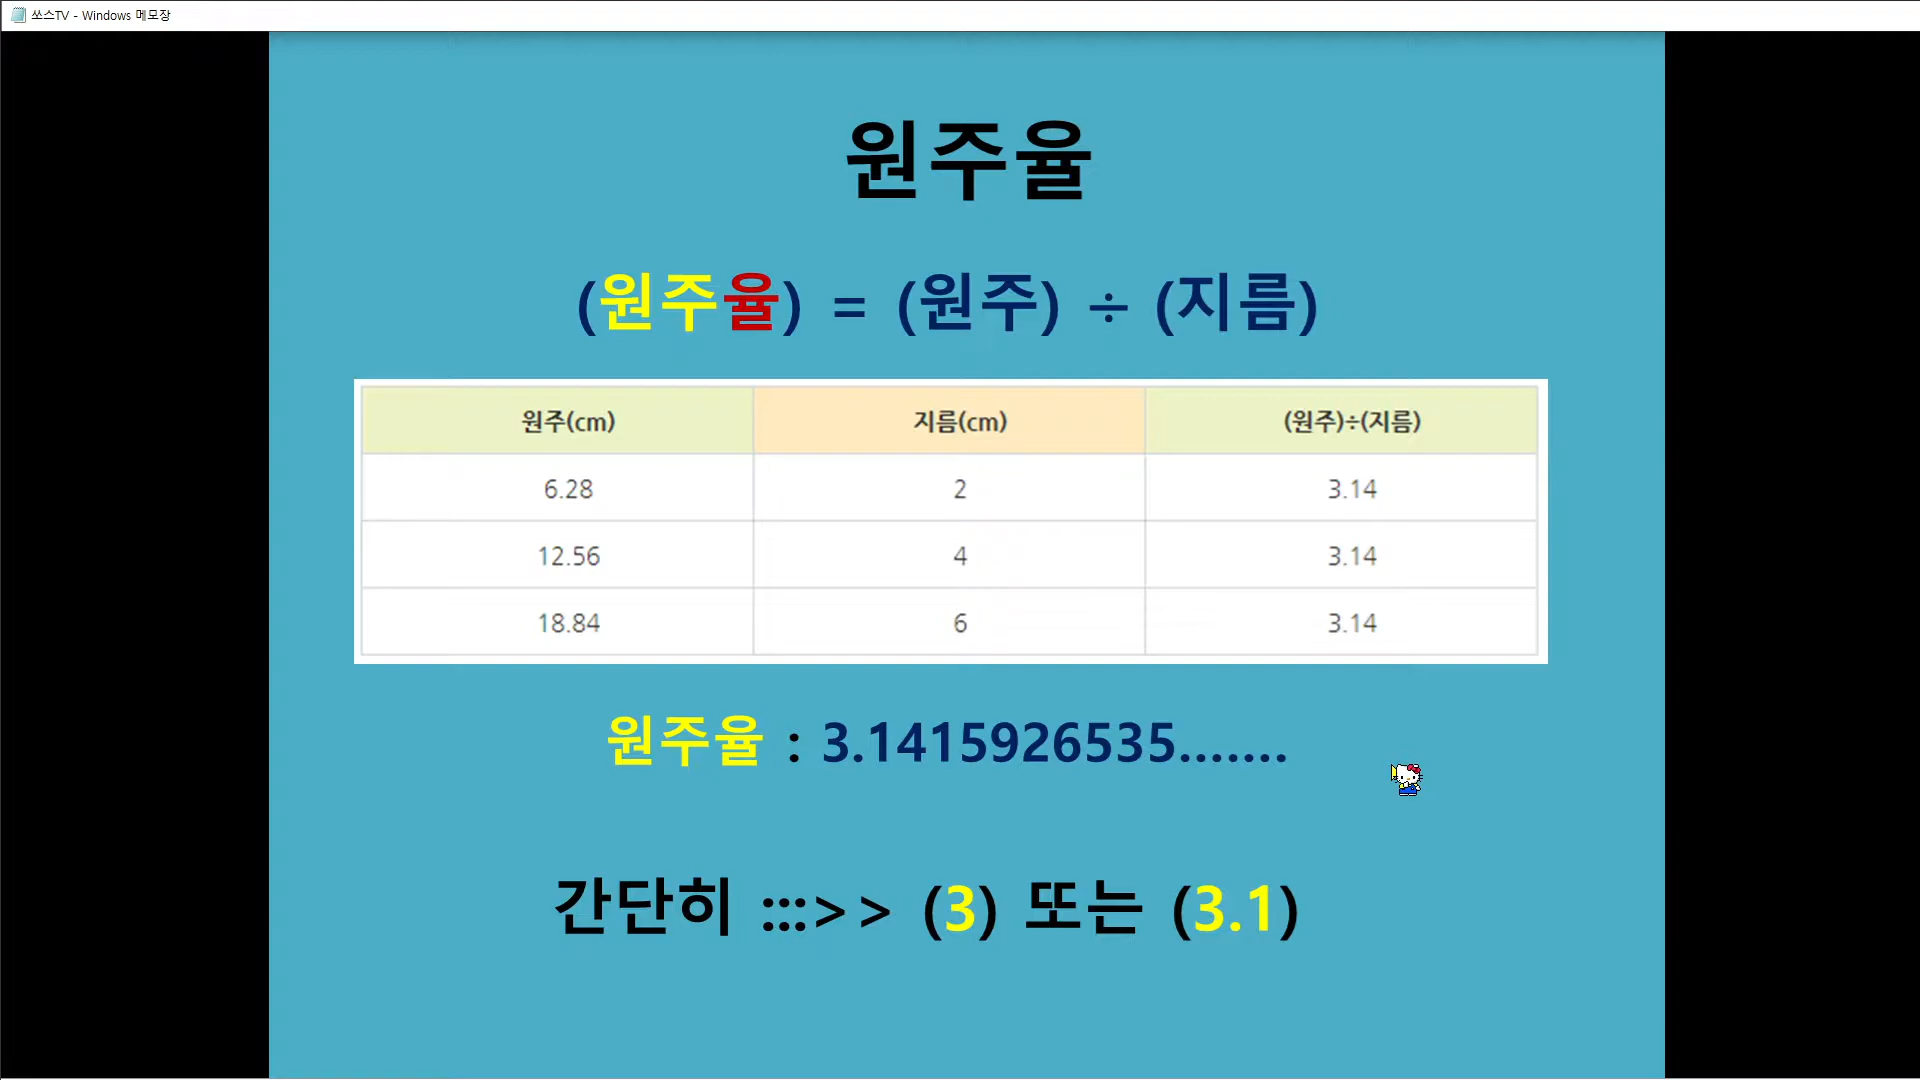 쏘스TV - Windows 메모장
원주율
(원주율) = (원주) ÷ (지름)
원주(cm) 지름(cm) (원주)÷(지름)
6.28 2 3.14
12.56 4 3.14
18.84 6 3.14
원주율 : 3.1415926535.......
간단히 :::>> (3) 또는 (3.1)